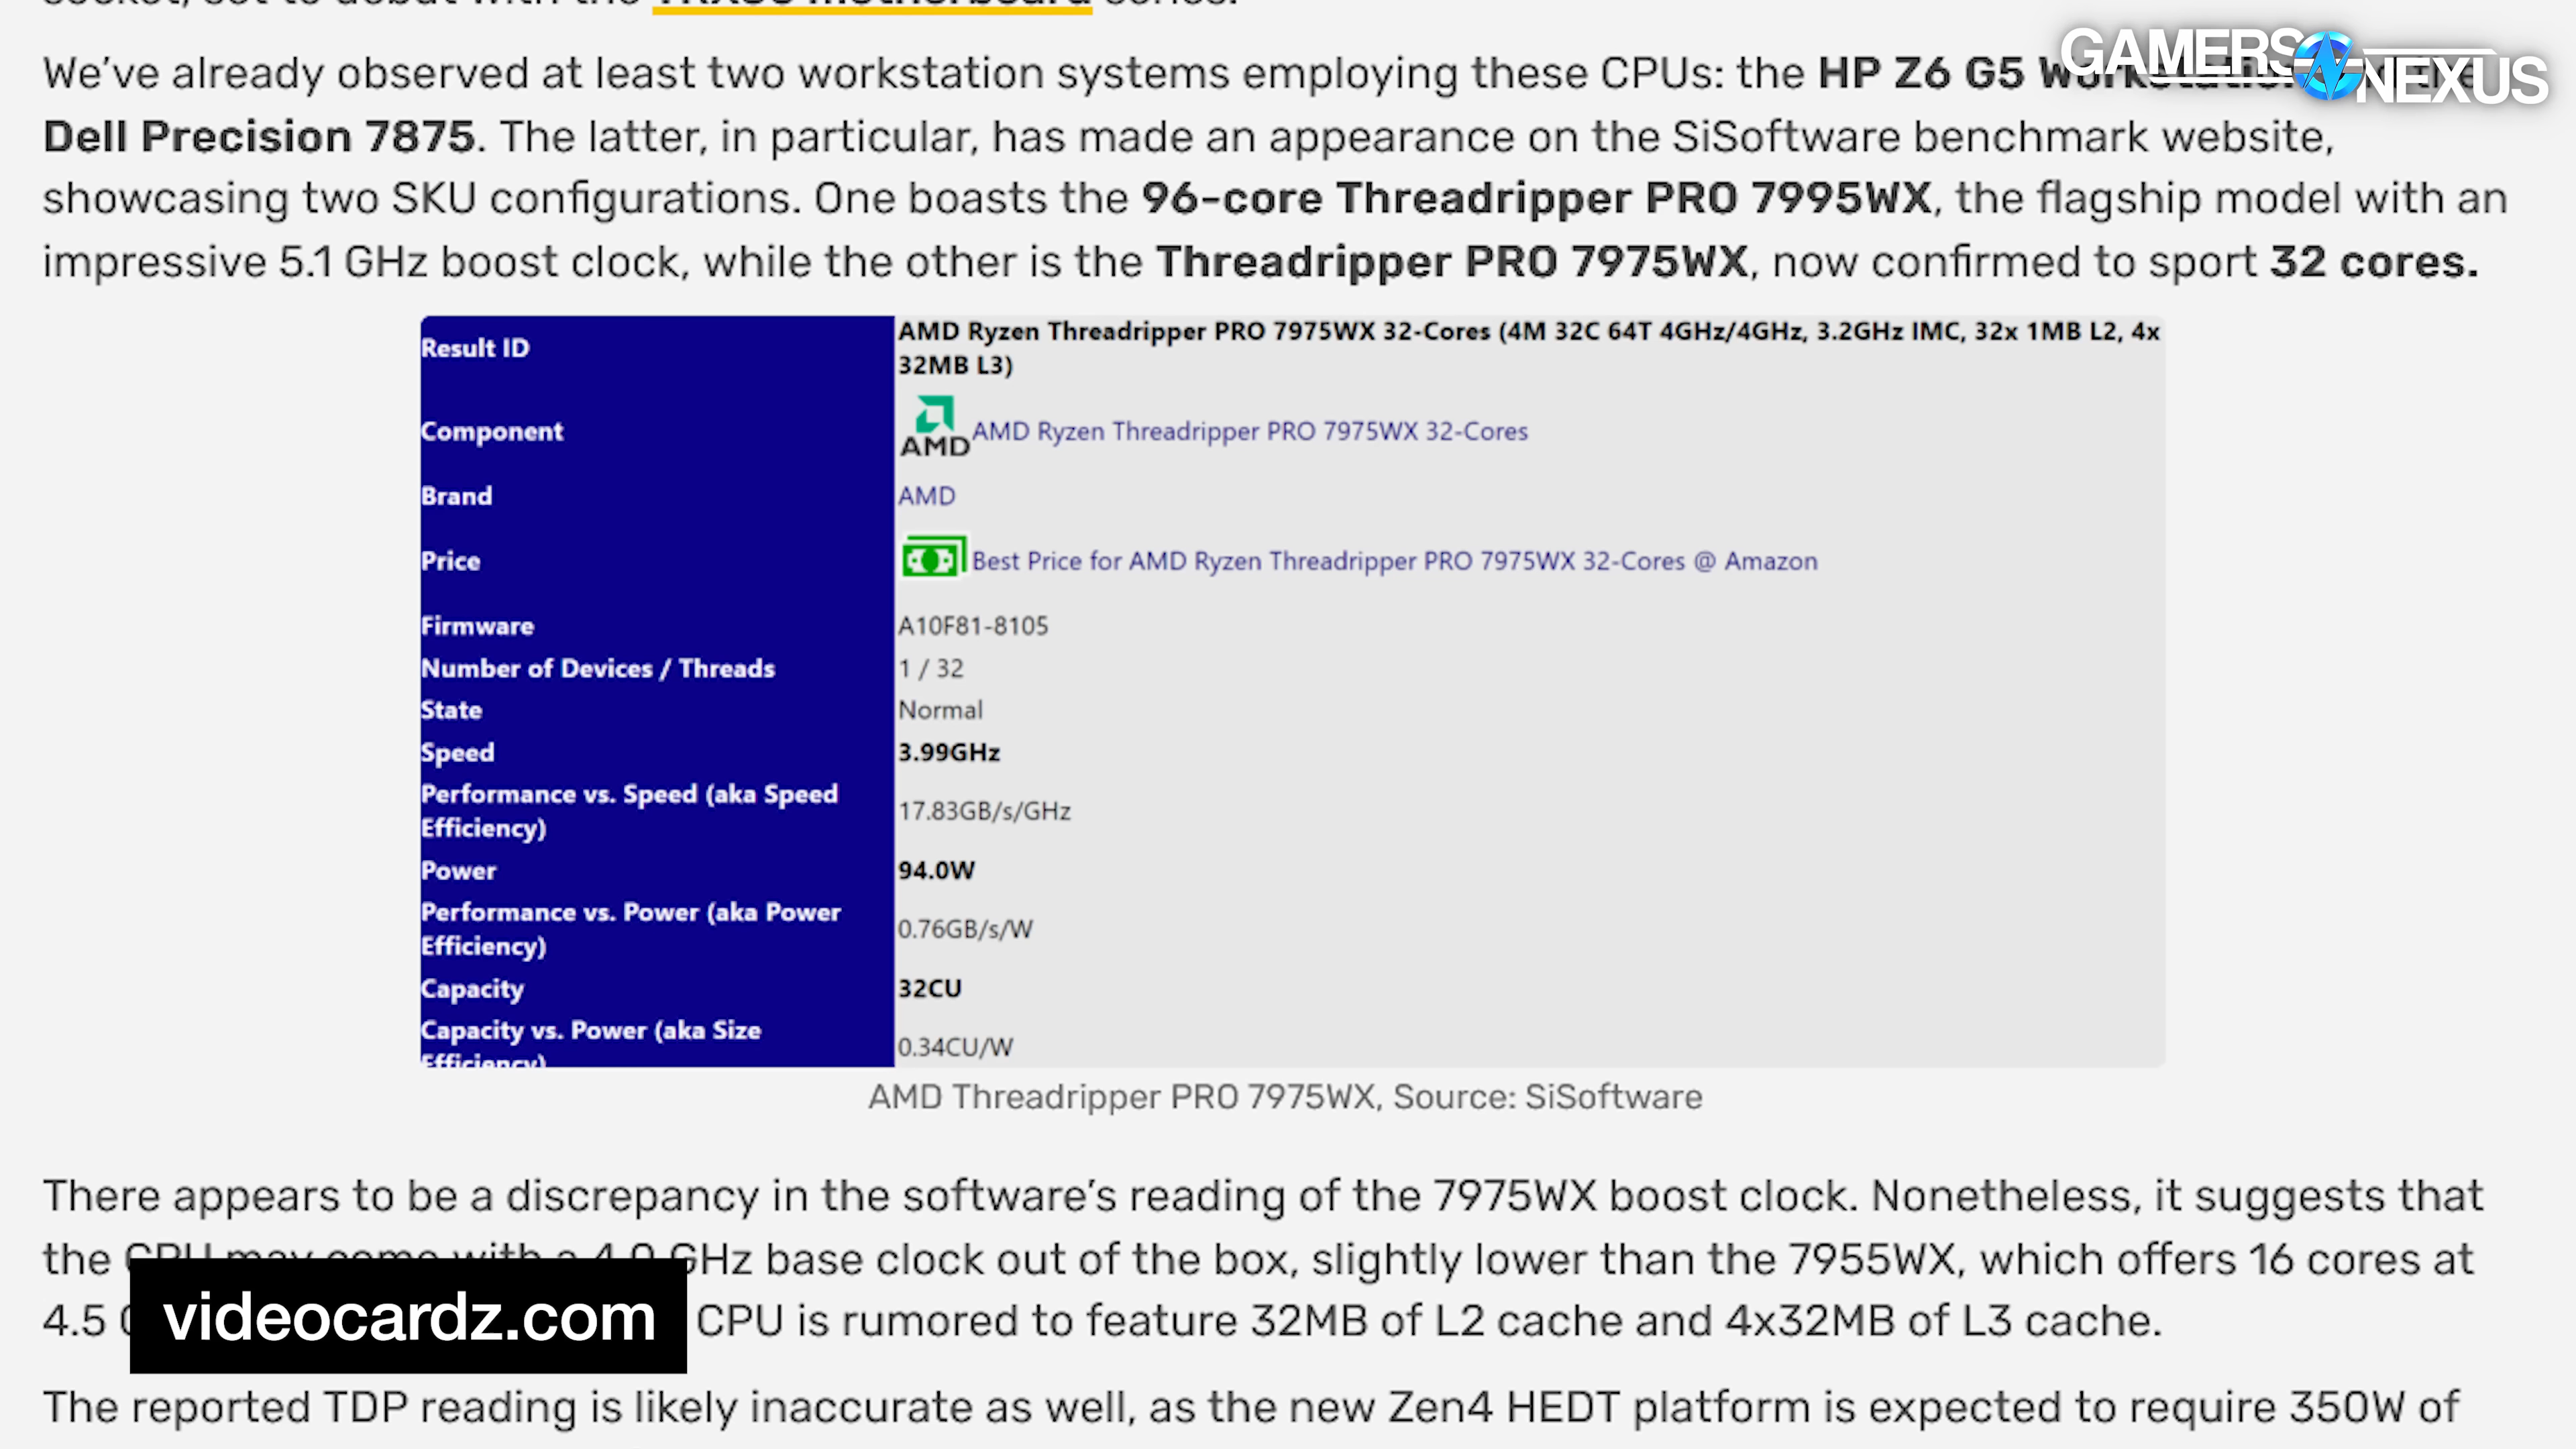 We've already observed at least two workstation systems employing these CPUs: the HP Z6 G5
GAMERS NEXUS
Dell Precision 7875. The latter, in particular, has made an appearance on the SiSoftware benchmark website,
showcasing two SKU configurations. One boasts the 96-core Threadripper PRO 7995WX, the flagship model with an
impressive 5.1 GHz boost clock, while the other is the Threadripper PRO 7975WX, now confirmed to sport 32 cores.
Result ID AMD Ryzen Threadripper PRO 7975WX 32-Cores (4M 32C 64T 4GHz/4GHz, 3.2GHz IMC, 32x 1MB L2, 4x
32MB L3)
Component AMD AMD Ryzen Threadripper PRO 7975WX 32-Cores
Brand AMD
Price Best Price for AMD Ryzen Threadripper PRO 7975WX 32-Cores @ Amazon
Firmware A10F81-8105
Number of Devices / Threads 1 / 32
State Normal
Speed 3.99GHz
Performance vs. Speed (aka Speed
Efficiency) 17.83GB/s/GHz
Power 94.0W
Performance vs. Power (aka Power
Efficiency) 0.76GB/s/W
Capacity 32CU
Capacity vs. Power (aka Size
Efficiency) 0.34CU/W
AMD Threadripper PRO 7975WX, Source: SiSoftware
There appears to be a discrepancy in the software's reading of the 7975WX boost clock. Nonetheless, it suggests that
the CPU may come with a 4.0 GHz base clock out of the box, slightly lower than the 7955WX, which offers 16 cores at
4.5 CPU is rumored to feature 32MB of L2 cache and 4x32MB of L3 cache.
videocardz.com
The reported TDP reading is likely inaccurate as well, as the new Zen4 HEDT platform is expected to require 350W of